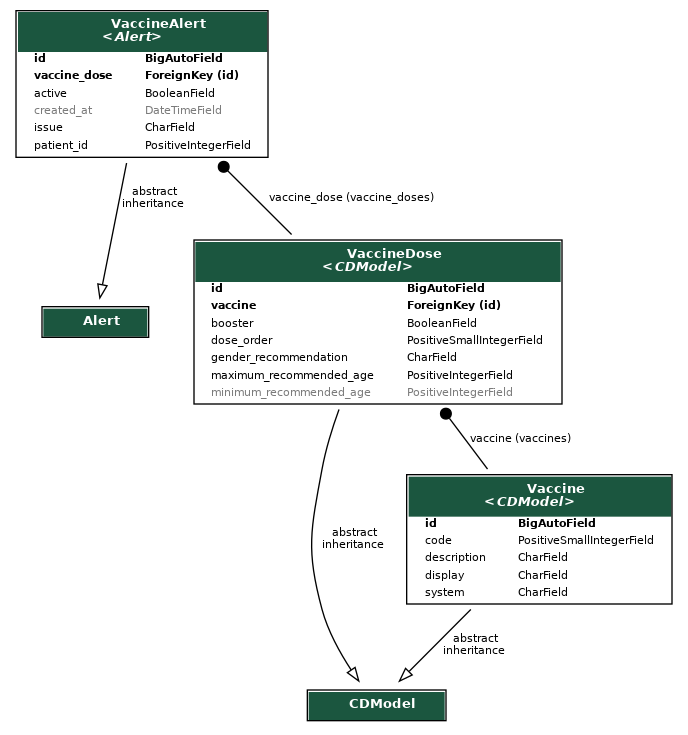 VaccineAlert
<Alert>
id BigAutoField
vaccine_dose ForeignKey (id)
active BooleanField
created_at DateTimeField
issue CharField
patient_id PositiveIntegerField
abstract
inheritance
vaccine_dose (vaccine_doses)
VaccineDose
<CDModel>
id BigAutoField
vaccine ForeignKey (id)
booster BooleanField
dose_order PositiveSmallIntegerField
gender_recommendation CharField
maximum_recommended_age PositiveIntegerField
minimum_recommended_age PositiveIntegerField
Alert
vaccine (vaccines)
Vaccine
<CDModel>
id BigAutoField
code PositiveSmallIntegerField
description CharField
display CharField
system CharField
abstract
inheritance
abstract
inheritance
CDModel